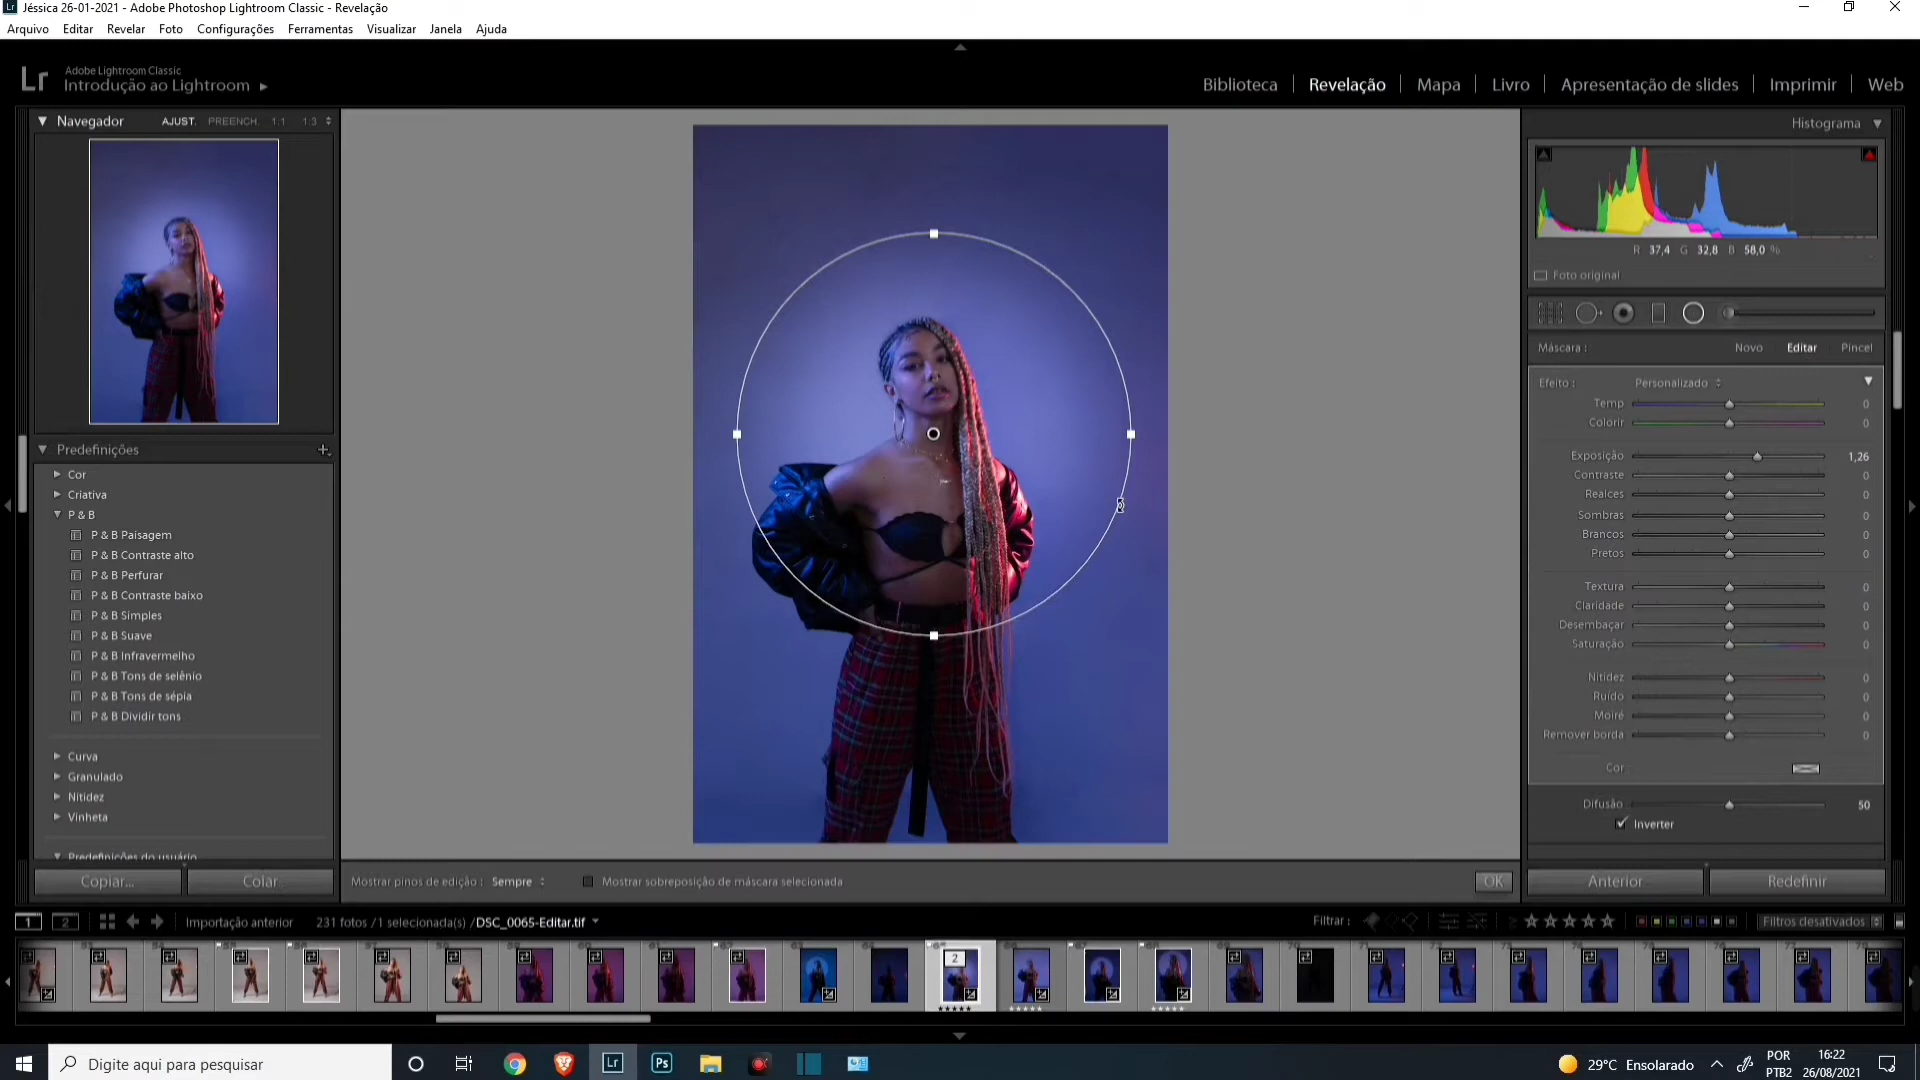 Jéssica 26-01-2021 - Adobe Photoshop Lightroom Classic - Revelação
Arquivo Editar Revelar Foto Configurações Ferramentas Visualizar Janela Ajuda
Lr
Adobe Lightroom Classic
Introdução ao Lightroom
Biblioteca Revelação Mapa Livro Apresentação de slides Imprimir Web
Navegador AJUST. PREENCH. 1:1 1:3
Histograma
R 37,4 G 32,8 B 58,0 %
Foto original
Máscara : Novo Editar Pincel
Efeito : Personalizado
Temp 0
Colorir 0
Exposição 1,26
Contraste 0
Realces 0
Sombras 0
Brancos 0
Pretos 0
Textura 0
Claridade 0
Desembaçar 0
Saturação 0
Nitidez 0
Ruído 0
Moiré 0
Remover borda 0
Cor
Difusão 50
Inverter
Anterior Redefinir
Predefinições
Cor
Criativa
P & B
P & B Paisagem
P & B Contraste alto
P & B Perfurar
P & B Contraste baixo
P & B Simples
P & B Suave
P & B Infravermelho
P & B Tons de selênio
P & B Tons de sépia
P & B Dividir tons
Curva
Granulado
Nitidez
Vinheta
Predefinições do usuário
Copiar... Colar
Mostrar pinos de edição : Sempre Mostrar sobreposição de máscara selecionada OK
1 2 Importação anterior 231 fotos /1 selecionada(s) /DSC_0065-Editar.tif Filtrar : Filtros desativados
2
Digite aqui para pesquisar
Lr Ps
29°C Ensolarado
POR
PTB2
16:22
26/08/2021